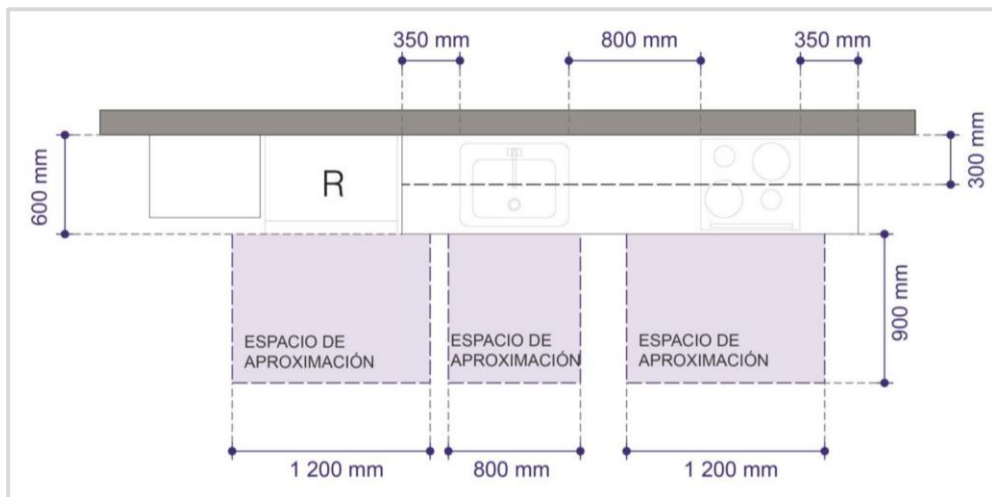 350 mm
800 mm
350 mm
600 mm
R
300 mm
ESPACIO DE
APROXIMACIÓN
ESPACIO DE
APROXIMACIÓN
ESPACIO DE
APROXIMACIÓN
900 mm
1 200 mm
800 mm
1 200 mm